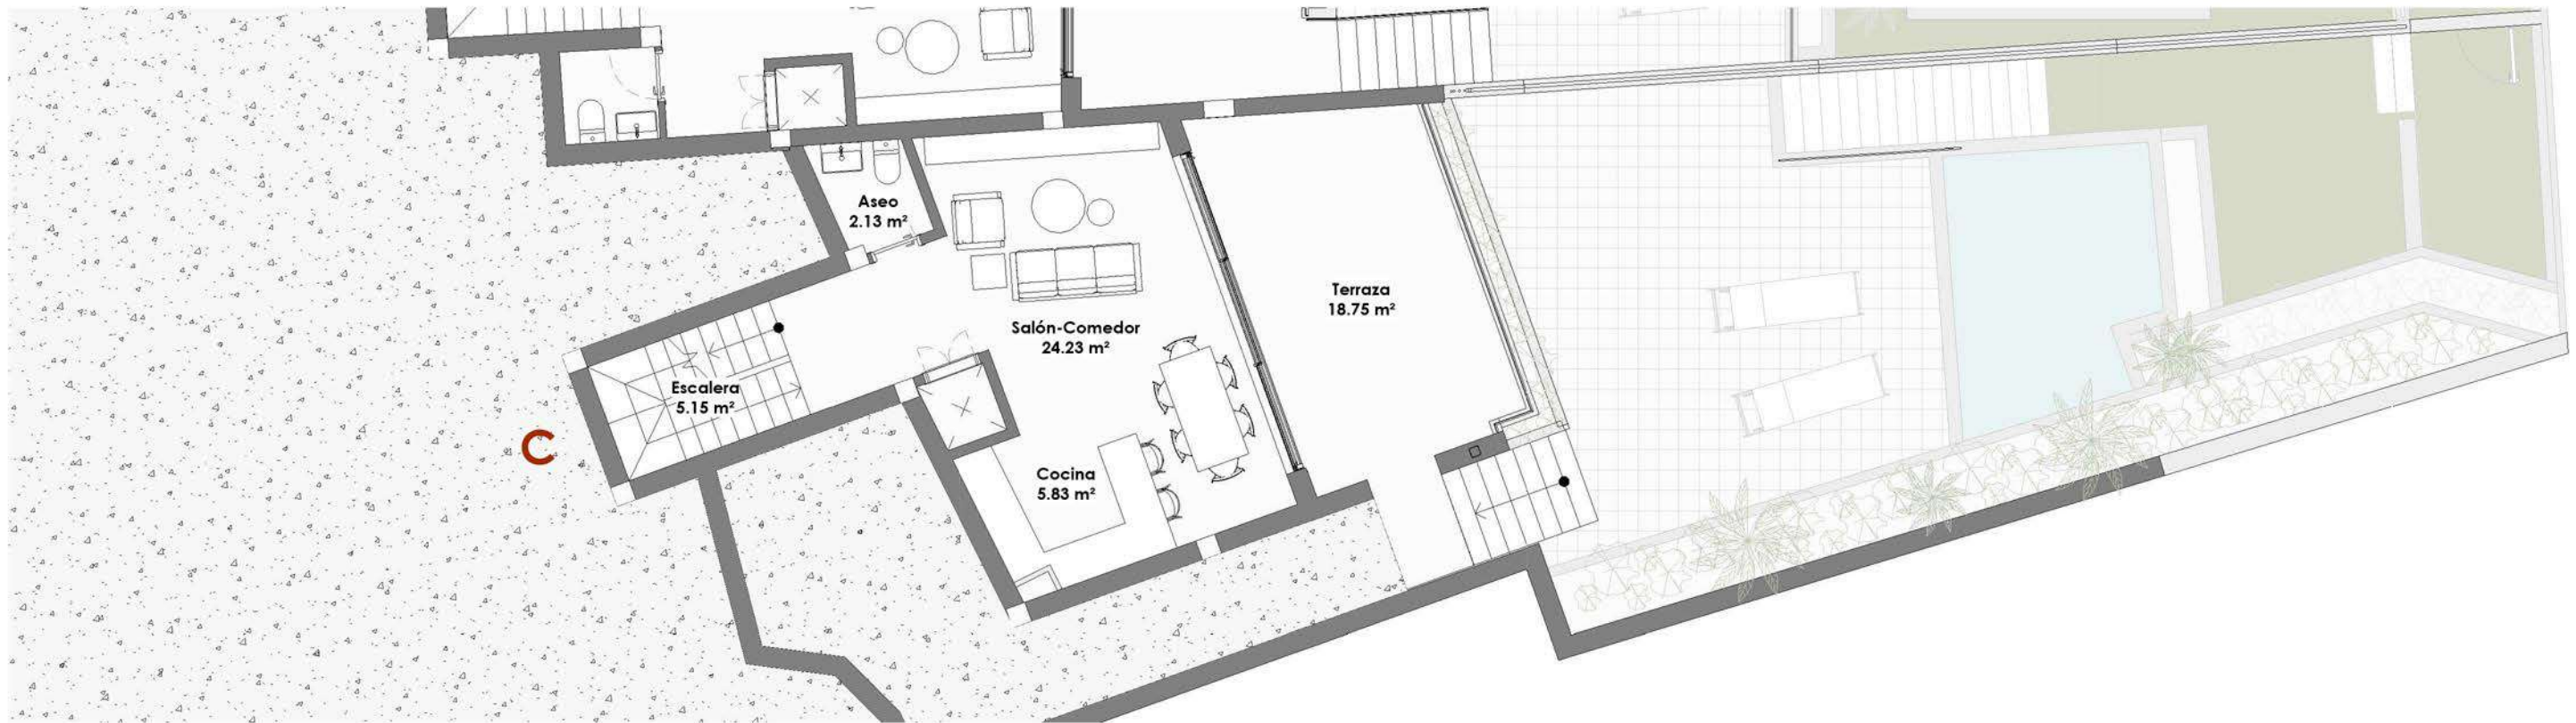 Aseo
2.13 m²
Terraza
18.75 m²
Salón-Comedor
24.23 m²
Escalera
5.15 m²
C
Cocina
5.83 m²